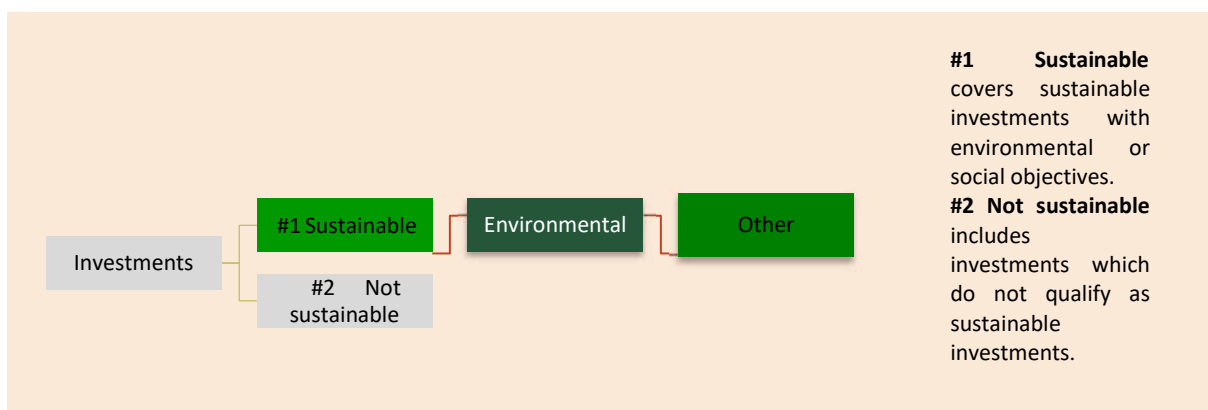 Investments
#1 Sustainable
#2 Not
sustainable
Environmental
Other
#1 Sustainable
covers sustainable
investments with
environmental or
social objectives.
#2 Not sustainable
includes
investments which
do not qualify as
sustainable
investments.